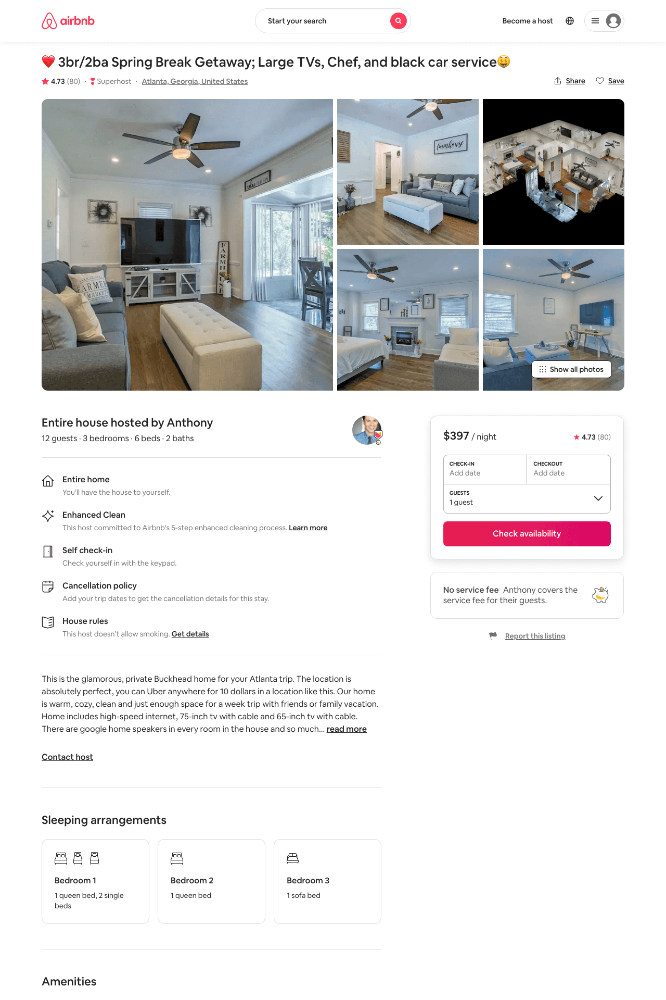 airbnb
Start your search
Become a host
❤️ 3br/2ba Spring Break Getaway; Large TVs, Chef, and black car service🤑
4.73 (80) · Superhost · Atlanta, Georgia, United States
Share
Save
FARMER
MARKET
FARMHOUSE
farmhouse
FARMHOUSE
Show all photos
Entire house hosted by Anthony
12 guests · 3 bedrooms · 6 beds · 2 baths
Entire home
You'll have the house to yourself.
Enhanced Clean
This host committed to Airbnb's 5-step enhanced cleaning process. Learn more
Self check-in
Check yourself in with the keypad.
Cancellation policy
Add your trip dates to get the cancellation details for this stay.
House rules
This host doesn't allow smoking. Get details
$397 / night
4.73 (80)
CHECK-IN
Add date
CHECKOUT
Add date
GUESTS
1 guest
Check availability
No service fee Anthony covers the
service fee for their guests.
Report this listing
This is the glamorous, private Buckhead home for your Atlanta trip. The location is
absolutely perfect, you can Uber anywhere for 10 dollars in a location like this. Our home
is warm, cozy, clean and just enough space for a week trip with friends or family vacation.
Home includes high-speed internet, 75-inch tv with cable and 65-inch tv with cable.
There are google home speakers in every room in the house and so much... read more
Contact host
Sleeping arrangements
Bedroom 1
1 queen bed, 2 single
beds
Bedroom 2
1 queen bed
Bedroom 3
1 sofa bed
Amenities